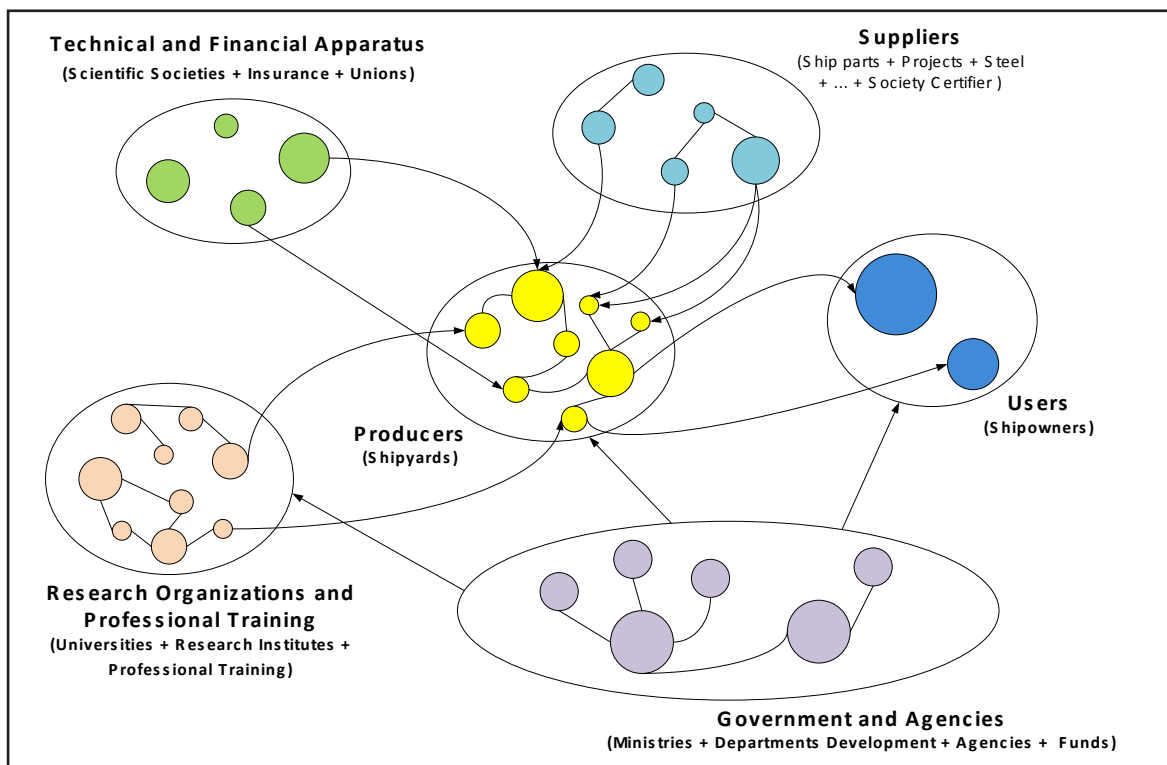 Technical and Financial Apparatus
(Scientific Societies + Insurance + Unions)
Suppliers
(Ship parts + Projects + Steel
+ ... + Society Certifier )
Producers
(Shipyards)
Users
(Shipowners)
Research Organizations and
Professional Training
(Universities + Research Institutes +
Professional Training)
Government and Agencies
(Ministries + Departments Development + Agencies + Funds)